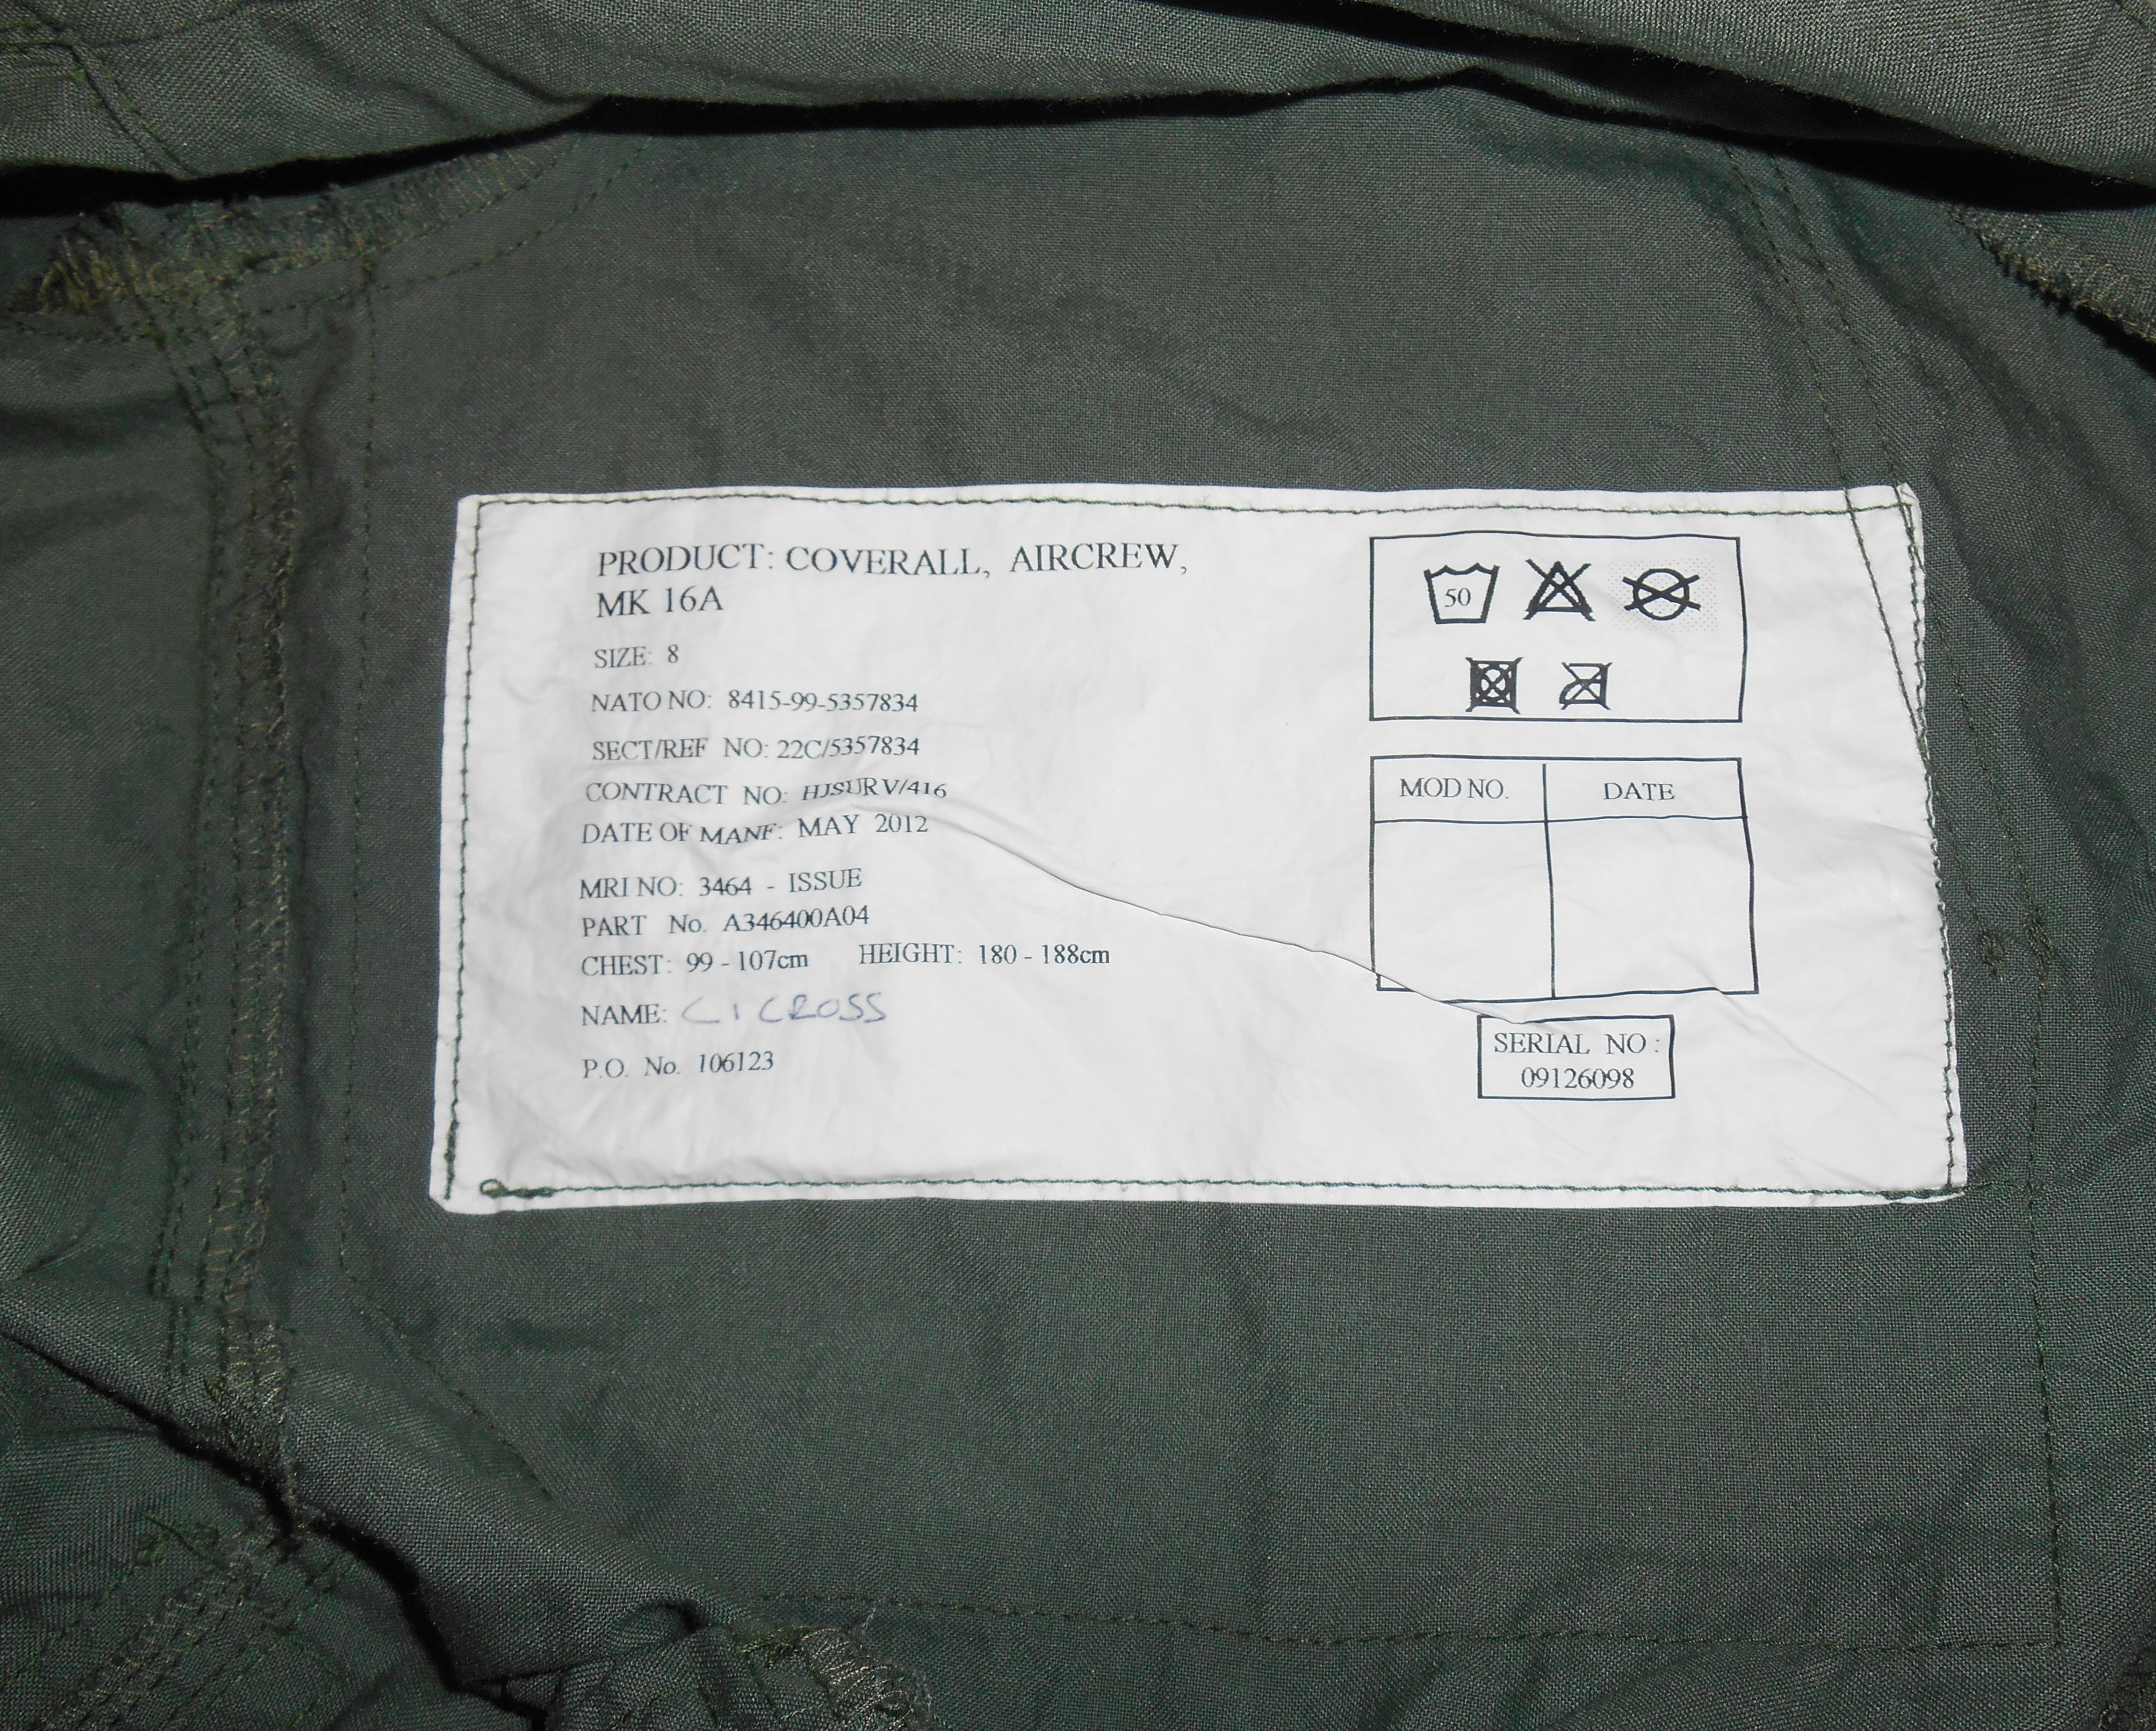 PRODUCT: COVERALL, AIRCREW,
MK 16A
SIZE: 8
NATO NO: 8415-99-5357834
SECT/REF NO: 22C/5357834
CONTRACT NO: HJSURV/416
DATE OF MANF: MAY 2012
MRI NO: 3464 - ISSUE
PART No. A346400A04
CHEST: 99 - 107cm HEIGHT: 180 - 188cm
NAME: C I CROSS
P.O. No. 106123
50
MOD NO. DATE
SERIAL NO:
09126098